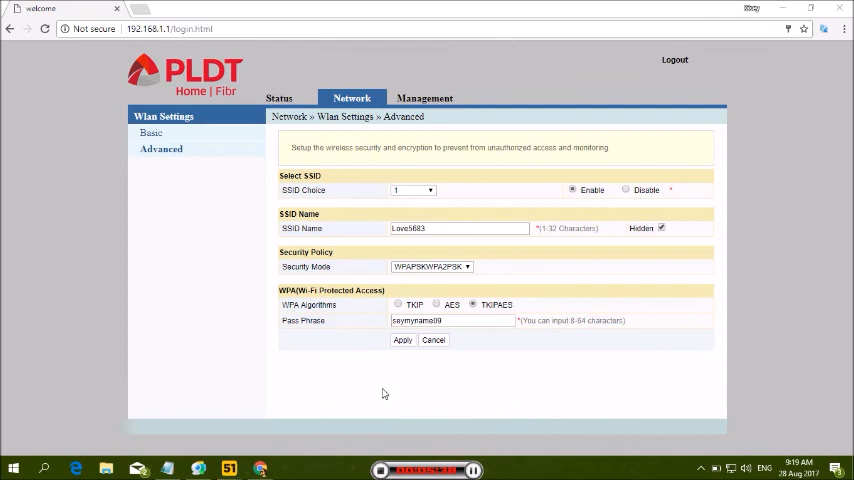 welcome
Not secure | 192.168.1.1/login.html
PLDT
Home | Fibr
Logout
Status Network Management
Wlan Settings
Basic
Advanced
Network » Wlan Settings » Advanced
Setup the wireless security and encryption to prevent from unauthorized access and monitoring.
Select SSID
SSID Choice 1 Enable Disable *
SSID Name
SSID Name Love5683 *(1-32 Characters) Hidden
Security Policy
Security Mode WPAPSKWPA2PSK
WPA(Wi-Fi Protected Access)
WPA Algorithms TKIP AES TKIPAES
Pass Phrase seymyname09 *(You can input 8-64 characters)
Apply Cancel
51
ENG
9:19 AM
28 Aug 2017